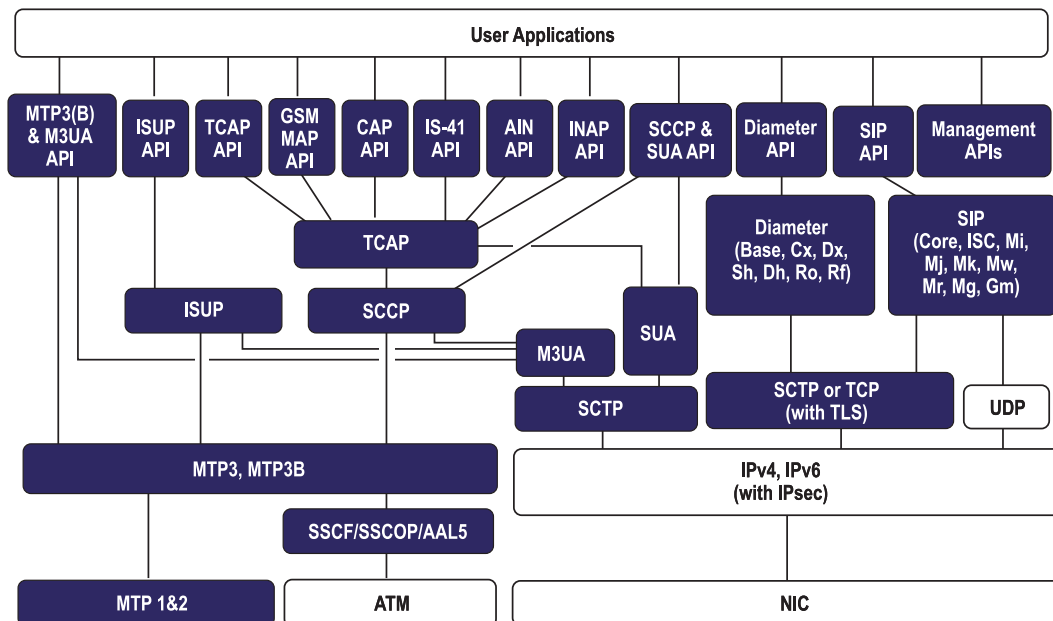 User Applications
MTP3(B)
& M3UA
API
ISUP
API
TCAP
API
GSM
MAP
API
CAP
API
IS-41
API
AIN
API
INAP
API
SCCP &
SUA API
Diameter
API
SIP
API
Management
APIs
TCAP
Diameter
(Base, Cx, Dx,
Sh, Dh, Ro, Rf)
SIP
(Core, ISC, Mi,
Mj, Mk, Mw,
Mr, Mg, Gm)
ISUP
SCCP
M3UA
SUA
SCTP
SCTP or TCP
(with TLS)
UDP
MTP3, MTP3B
IPv4, IPv6
(with IPsec)
SSCF/SSCOP/AAL5
MTP 1&2
ATM
NIC